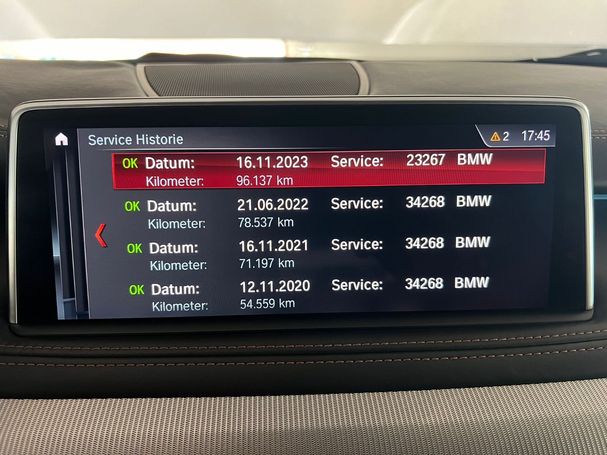 Service Historie 2 17:45
OK Datum: 16.11.2023 Service: 23267 BMW
Kilometer: 96.137 km
OK Datum: 21.06.2022 Service: 34268 BMW
Kilometer: 78.537 km
OK Datum: 16.11.2021 Service: 34268 BMW
Kilometer: 71.197 km
OK Datum: 12.11.2020 Service: 34268 BMW
Kilometer: 54.559 km